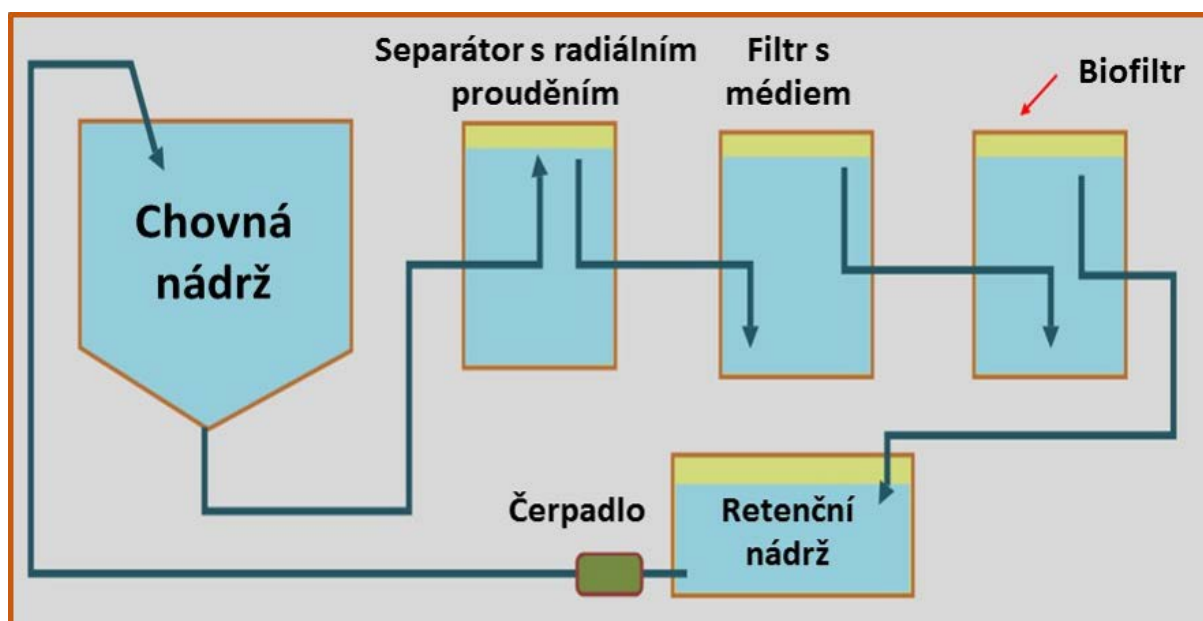 Separátor s radiálním
prouděním
Filtr s
médiem
Biofiltr
Chovná
nádrž
Čerpadlo
Retenční
nádrž